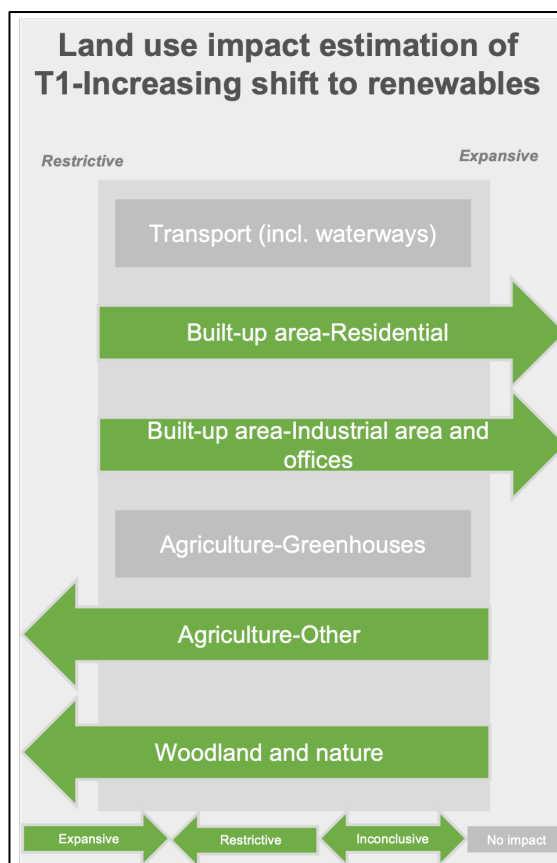 Land use impact estimation of
T1-Increasing shift to renewables
Restrictive
Expansive
Transport (incl. waterways)
Built-up area-Residential
Built-up area-Industrial area and
offices
Agriculture-Greenhouses
Agriculture-Other
Woodland and nature
Expansive
Restrictive
Inconclusive
No impact